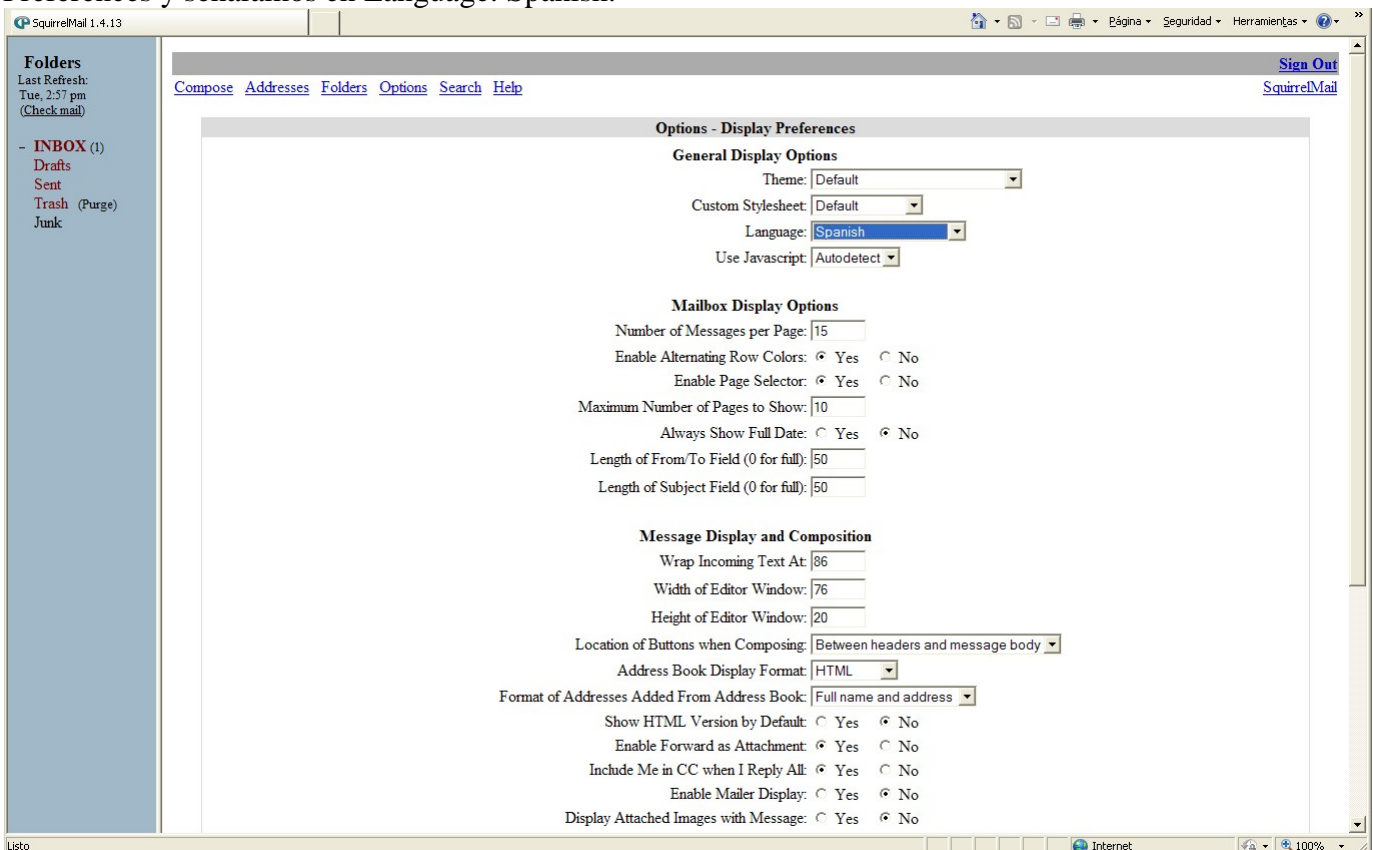 Preferences y señalamos en Language: Spanish.
SquirrelMail 1.4.13
Página Seguridad Herramientas
Folders
Last Refresh:
Tue, 2:57 pm
(Check mail)
– INBOX (1)
Drafts
Sent
Trash (Purge)
Junk
Sign Out
Compose Addresses Folders Options Search Help SquirrelMail
Options - Display Preferences
General Display Options
Theme: Default
Custom Stylesheet: Default
Language: Spanish
Use Javascript: Autodetect
Mailbox Display Options
Number of Messages per Page: 15
Enable Alternating Row Colors: Yes No
Enable Page Selector: Yes No
Maximum Number of Pages to Show: 10
Always Show Full Date: Yes No
Length of From/To Field (0 for full): 50
Length of Subject Field (0 for full): 50
Message Display and Composition
Wrap Incoming Text At: 86
Width of Editor Window: 76
Height of Editor Window: 20
Location of Buttons when Composing: Between headers and message body
Address Book Display Format: HTML
Format of Addresses Added From Address Book: Full name and address
Show HTML Version by Default: Yes No
Enable Forward as Attachment: Yes No
Include Me in CC when I Reply All: Yes No
Enable Mailer Display: Yes No
Display Attached Images with Message: Yes No
Listo Internet 100%